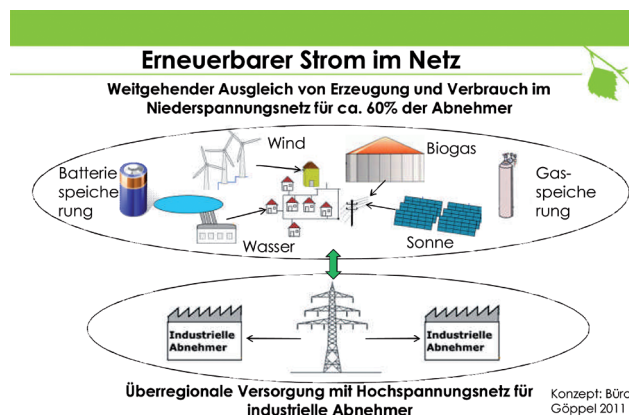 Erneuerbarer Strom im Netz
Weitgehender Ausgleich von Erzeugung und Verbrauch im
Niederspannungsnetz für ca. 60% der Abnehmer
Wind
Biogas
Batterie
speiche
rung
Gas-
speiche
rung
Wasser
Sonne
Industrielle
Abnehmer
Industrielle
Abnehmer
Überregionale Versorgung mit Hochspannungsnetz für
industrielle Abnehmer
Konzept: Büro
Göppel 2011